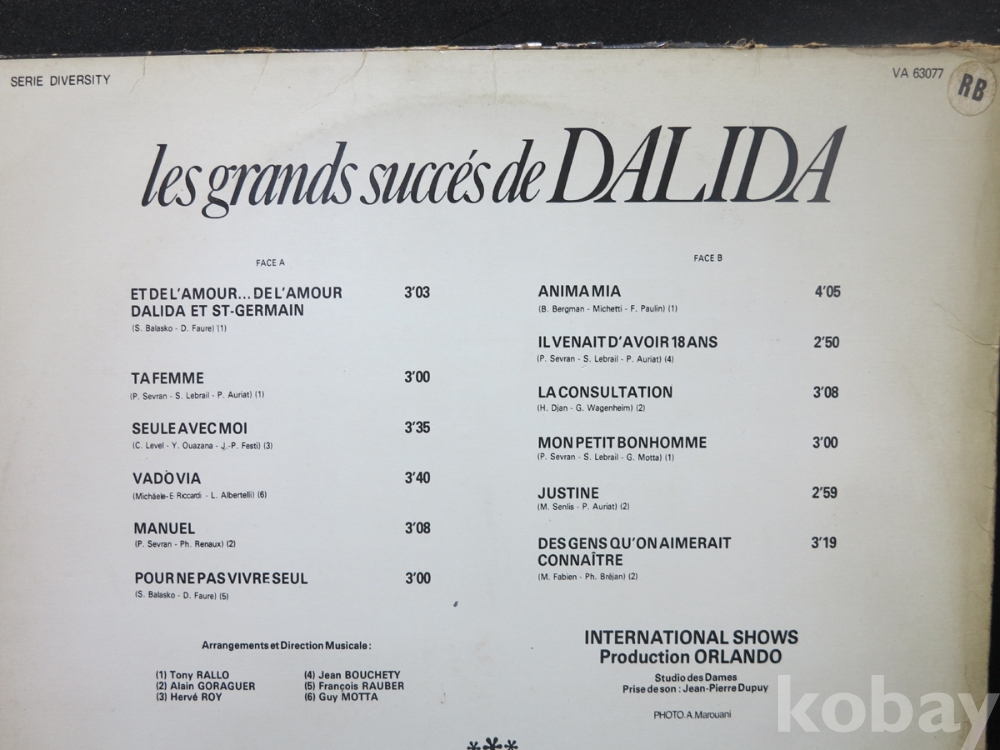 SERIE DIVERSITY
VA 63077
RB
les grands succés de DALIDA
FACE A
ET DE L'AMOUR... DE L'AMOUR 3'03
DALIDA ET ST-GERMAIN
(S. Balasko - D. Faure) (1)
TA FEMME 3'00
(P. Sevran - S. Lebrail - P. Auriat) (1)
SEULE AVEC MOI 3'35
(C. Level - Y. Ouazana - J.-P. Festi) (3)
VADÒ VIA 3'40
(Michäele-E Riccardi - L. Albertelli) (6)
MANUEL 3'08
(P. Sevran - Ph. Renaux) (2)
POUR NE PAS VIVRE SEUL 3'00
(S. Balasko - D. Faure) (5)
FACE B
ANIMA MIA 4'05
(B. Bergman - Michetti - F. Paulin) (1)
IL VENAIT D'AVOIR 18 ANS 2'50
(P. Sevran - S. Lebrail - P. Auriat) (4)
LA CONSULTATION 3'08
(H. Djan - G. Wagenheim) (2)
MON PETIT BONHOMME 3'00
(P. Sevran - S. Lebrail - G. Motta) (1)
JUSTINE 2'59
(M. Senlis - P. Auriat) (2)
DES GENS QU'ON AIMERAIT 3'19
CONNAÎTRE
(M. Fabien - Ph. Bréjan) (2)
Arrangements et Direction Musicale :
(1) Tony RALLO
(2) Alain GORAGUER
(3) Hervé ROY
(4) Jean BOUCHETY
(5) François RAUBER
(6) Guy MOTTA
INTERNATIONAL SHOWS
Production ORLANDO
Studio des Dames
Prise de son : Jean-Pierre Dupuy
PHOTO. A. Marouani
kobay